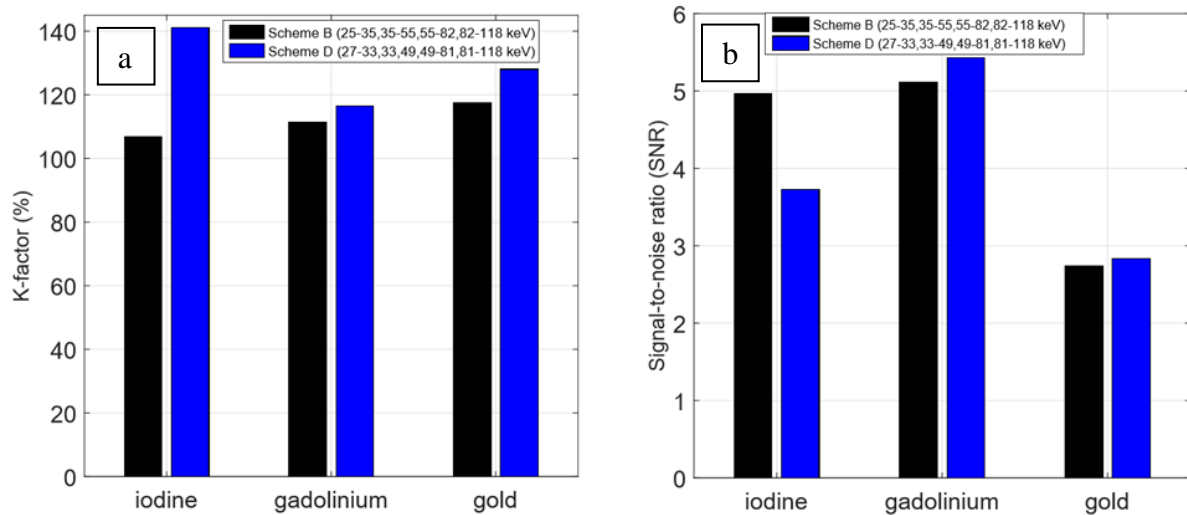 a
Scheme B (25-35,35-55,55-82,82-118 keV)
Scheme D (27-33,33,49,49-81,81-118 keV)
K-factor (%)
140
120
100
80
60
40
20
0
iodine gadolinium gold
b
Scheme B (25-35,35-55,55-82,82-118 keV)
Scheme D (27-33,33-49,49-81,81-118 keV)
Signal-to-noise ratio (SNR)
6
5
4
3
2
1
0
iodine gadolinium gold